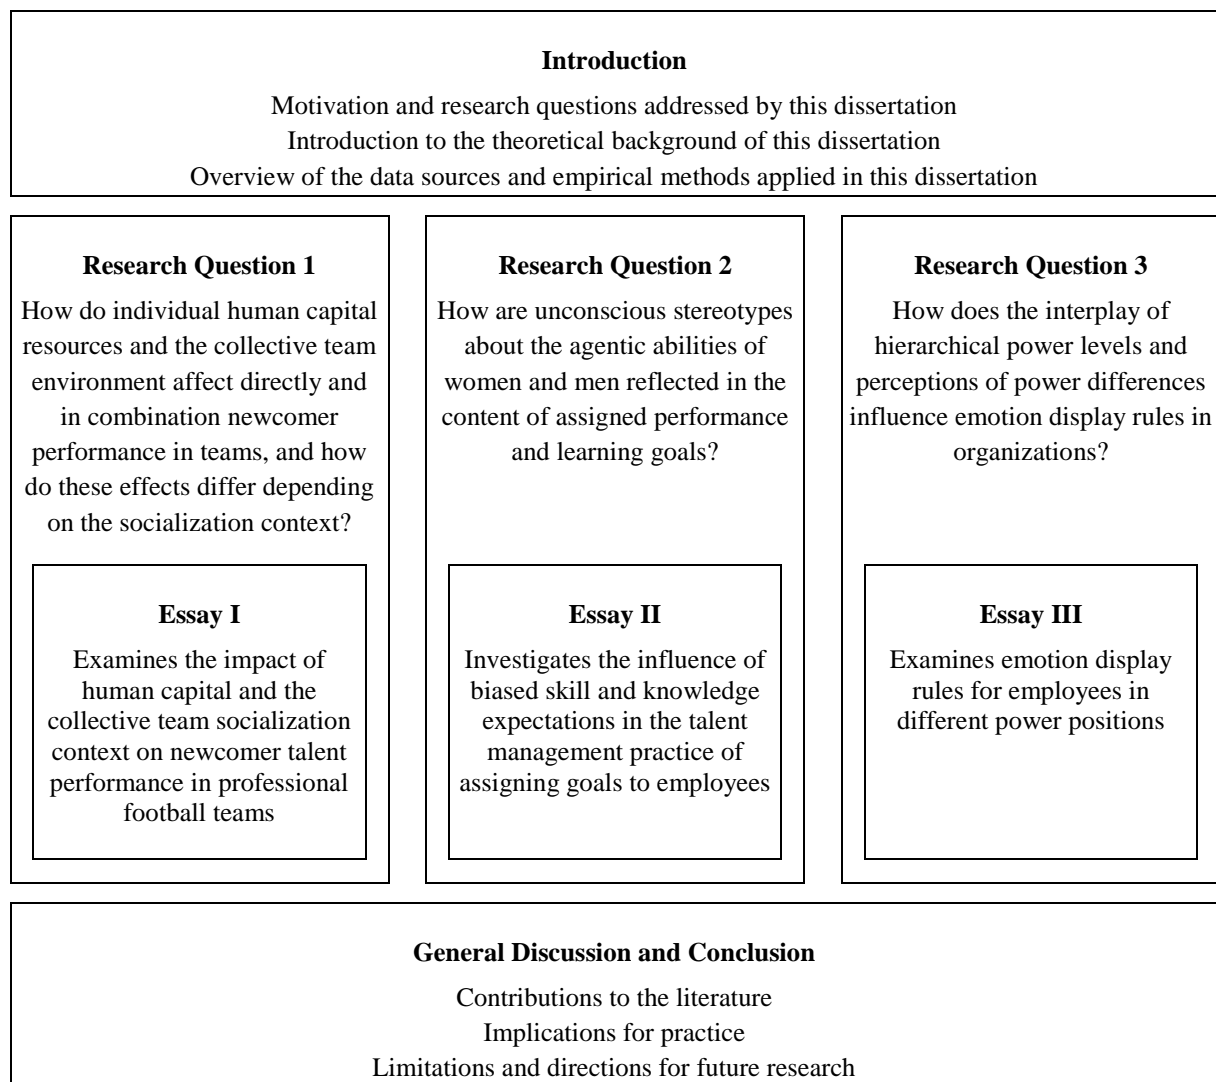 Introduction
Motivation and research questions addressed by this dissertation
Introduction to the theoretical background of this dissertation
Overview of the data sources and empirical methods applied in this dissertation
Research Question 1
How do individual human capital
resources and the collective team
environment affect directly and
in combination newcomer
performance in teams, and how
do these effects differ depending
on the socialization context?
Essay I
Examines the impact of
human capital and the
collective team socialization
context on newcomer talent
performance in professional
football teams
Research Question 2
How are unconscious stereotypes
about the agentic abilities of
women and men reflected in the
content of assigned performance
and learning goals?
Essay II
Investigates the influence of
biased skill and knowledge
expectations in the talent
management practice of
assigning goals to employees
Research Question 3
How does the interplay of
hierarchical power levels and
perceptions of power differences
influence emotion display rules in
organizations?
Essay III
Examines emotion display
rules for employees in
different power positions
General Discussion and Conclusion
Contributions to the literature
Implications for practice
Limitations and directions for future research